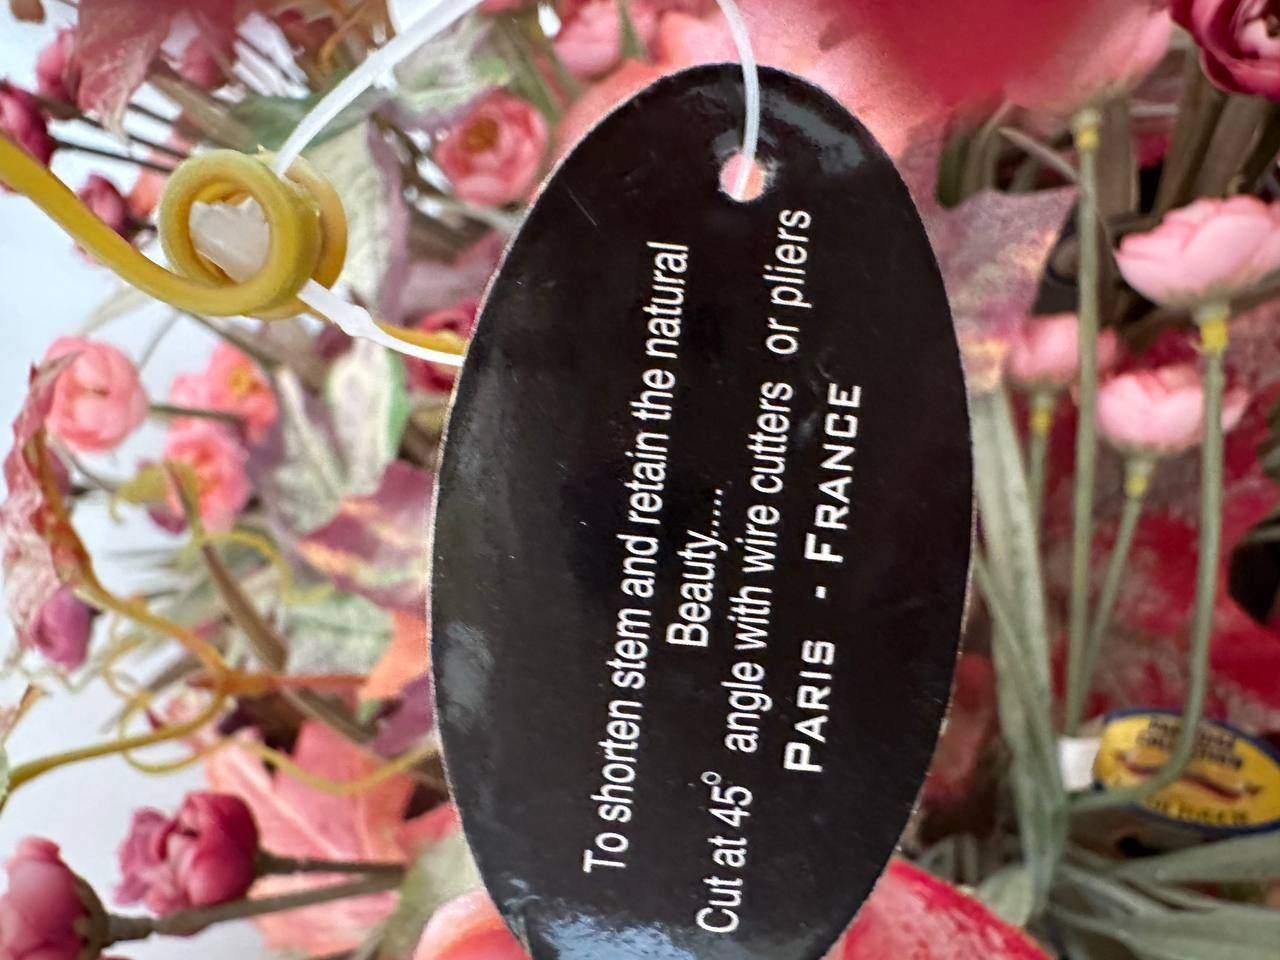 To shorten stem and retain the natural
Beauty.....
Cut at 45° angle with wire cutters or pliers
PARIS - FRANCE